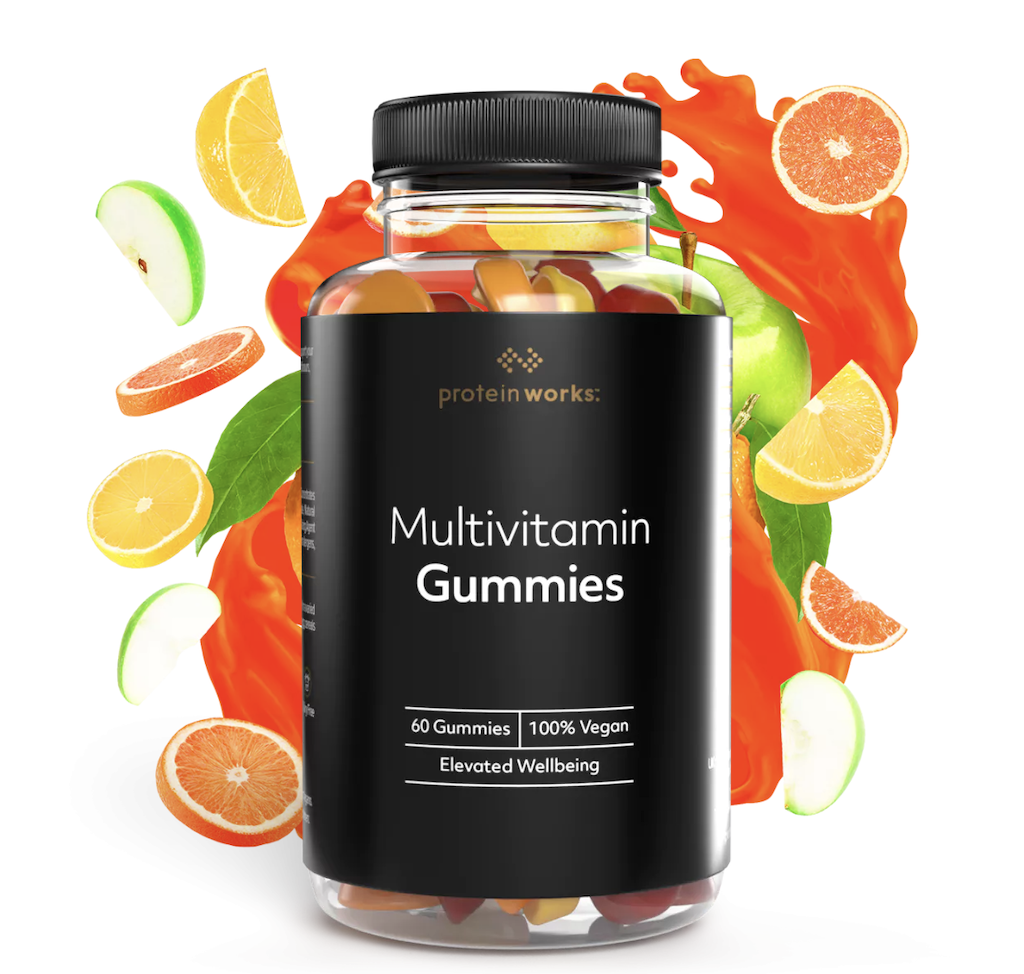 protein works:
Multivitamin
Gummies
60 Gummies
100% Vegan
Elevated Wellbeing